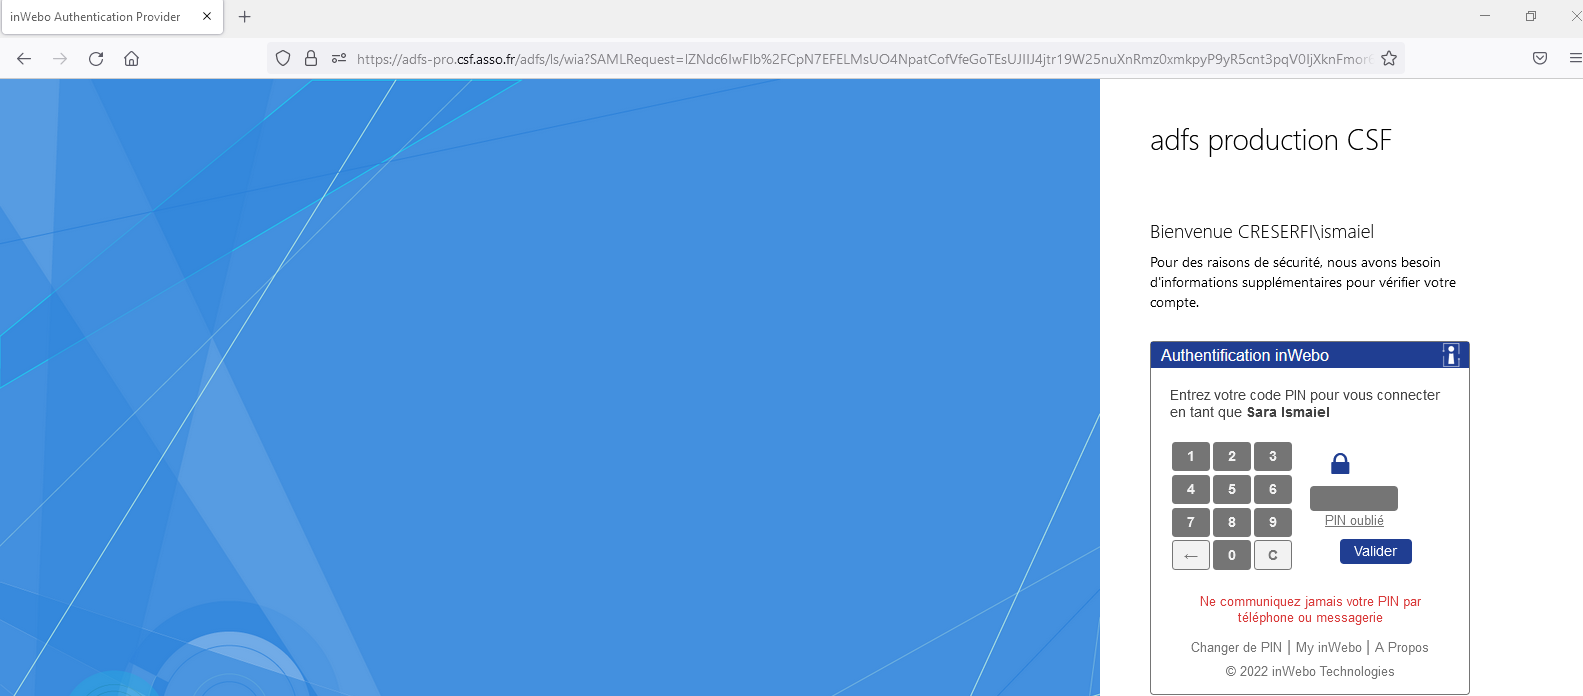 inWebo Authentication Provider
https://adfs-pro.csf.asso.fr/adfs/ls/wia?SAMLRequest=
adfs production CSF
Bienvenue CRESERFI\ismaiel
Pour des raisons de sécurité, nous avons besoin
d'informations supplémentaires pour vérifier votre
compte.
Authentification inWebo
Entrez votre code PIN pour vous connecter
en tant que Sara Ismaiel
1 2 3
4 5 6
7 8 9
← 0 C
PIN oublié
Valider
Ne communiquez jamais votre PIN par
téléphone ou messagerie
Changer de PIN | My inWebo | A Propos
© 2022 inWebo Technologies